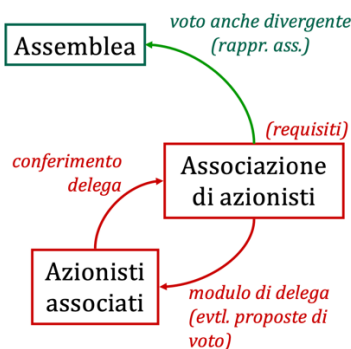 voto anche divergente
(rappr. ass.)
Assemblea
(requisiti)
conferimento
delega
Associazione
di azionisti
Azionisti
associati
modulo di delega
(evtl. proposte di
voto)